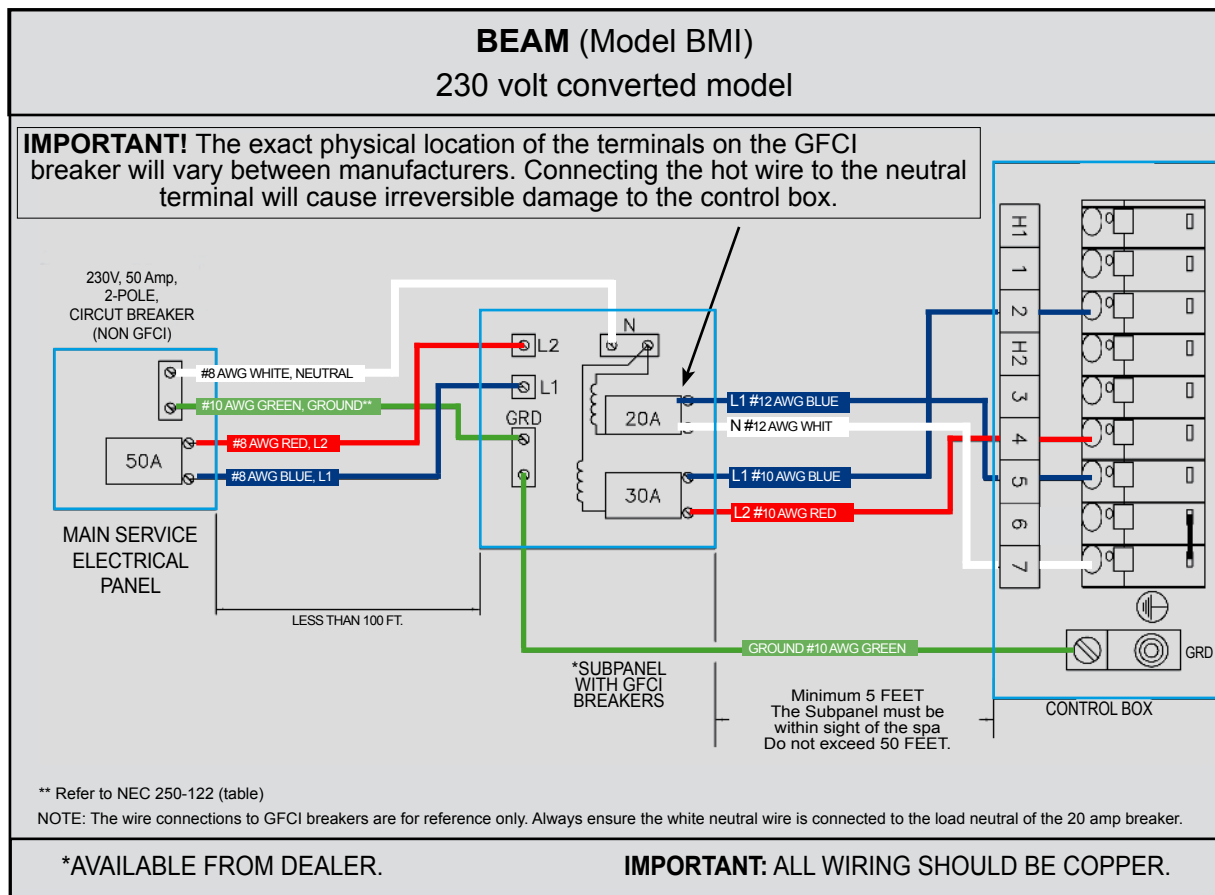 BEAM (Model BMI)
230 volt converted model
IMPORTANT! The exact physical location of the terminals on the GFCI
breaker will vary between manufacturers. Connecting the hot wire to the neutral
terminal will cause irreversible damage to the control box.
230V, 50 Amp,
2-POLE,
CIRCUT BREAKER
(NON GFCI)
#8 AWG WHITE, NEUTRAL
#10 AWG GREEN, GROUND**
#8 AWG RED, L2
#8 AWG BLUE, L1
50A
MAIN SERVICE
ELECTRICAL
PANEL
LESS THAN 100 FT.
L2
L1
GRD
N
20A
30A
*SUBPANEL
WITH GFCI
BREAKERS
L1 #12 AWG BLUE
N #12 AWG WHIT
L1 #10 AWG BLUE
L2 #10 AWG RED
GROUND #10 AWG GREEN
Minimum 5 FEET
The Subpanel must be
within sight of the spa
Do not exceed 50 FEET.
H1
1
2
H2
3
4
5
6
7
GRD
CONTROL BOX
** Refer to NEC 250-122 (table)
NOTE: The wire connections to GFCI breakers are for reference only. Always ensure the white neutral wire is connected to the load neutral of the 20 amp breaker.
*AVAILABLE FROM DEALER.
IMPORTANT: ALL WIRING SHOULD BE COPPER.